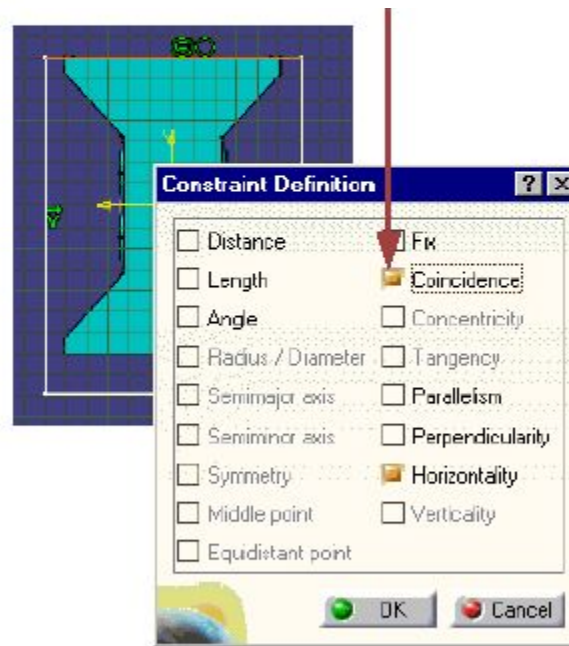 Constraint Definition
Distance
Fix
Length
Coincidence
Angle
Concentricity
Radius / Diameter
Tangency
Semimajor axis
Parallelism
Semiminor axis
Perpendicularity
Symmetry
Horizontality
Middle point
Verticality
Equidistant point
OK
Cancel